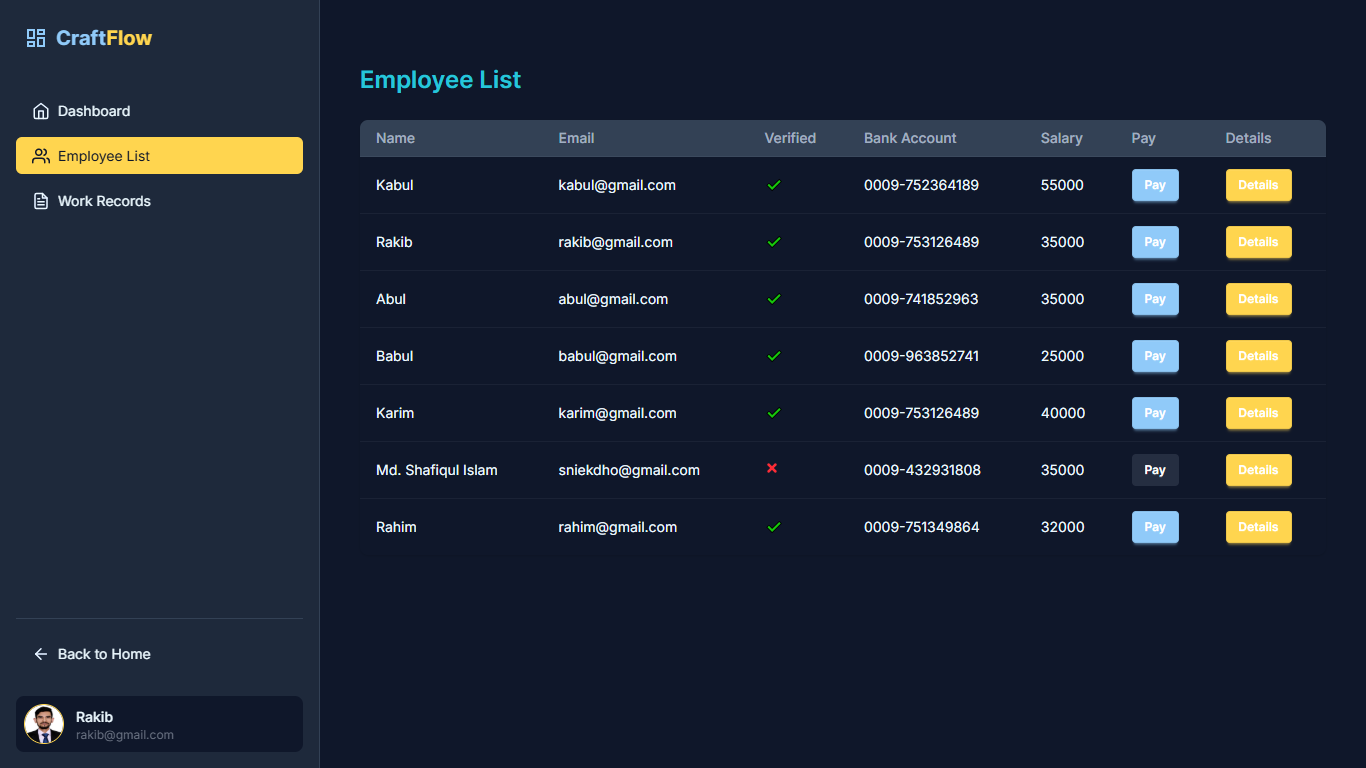 CraftFlow
Dashboard
Employee List
Work Records
Back to Home
Rakib
rakib@gmail.com
Employee List
Name Email Verified Bank Account Salary Pay Details
Kabul kabul@gmail.com 0009-752364189 55000 Pay Details
Rakib rakib@gmail.com 0009-753126489 35000 Pay Details
Abul abul@gmail.com 0009-741852963 35000 Pay Details
Babul babul@gmail.com 0009-963852741 25000 Pay Details
Karim karim@gmail.com 0009-753126489 40000 Pay Details
Md. Shafiqul Islam sniekdho@gmail.com 0009-432931808 35000 Pay Details
Rahim rahim@gmail.com 0009-751349864 32000 Pay Details